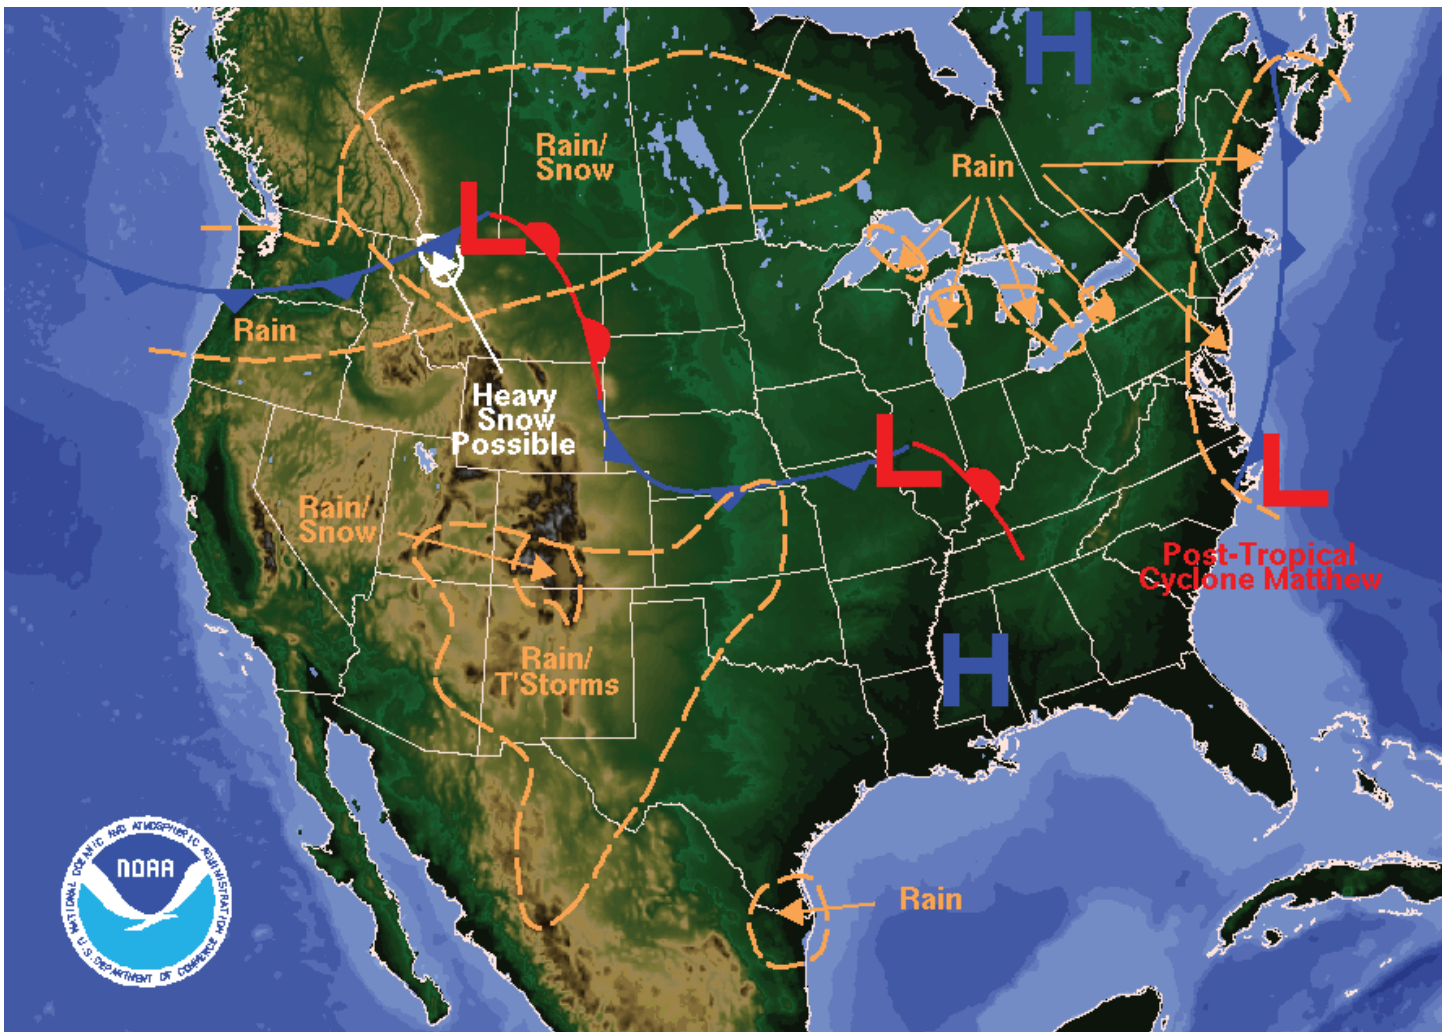 H
Rain/
Snow
Rain
L
Rain
Heavy
Snow
Possible
L
L
Rain/
Snow
Post-Tropical
Cyclone Matthew
H
Rain/
T'Storms
Rain
NATIONAL OCEANIC AND ATMOSPHERIC ADMINISTRATION
NOAA
U.S. DEPARTMENT OF COMMERCE